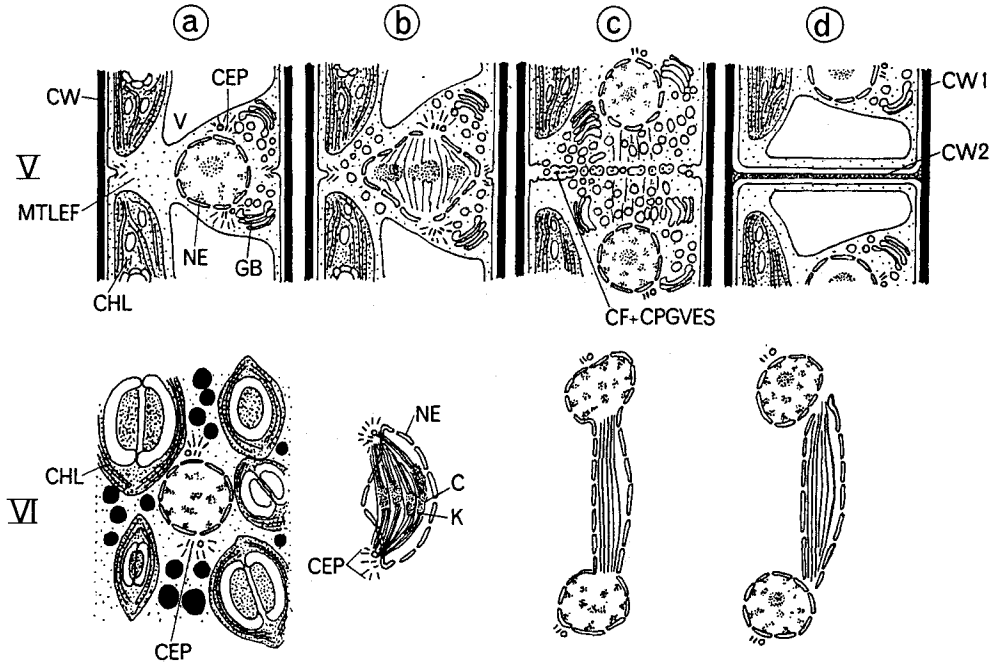 a b c d
CW
CEP
CW1
V
V
CW2
MTLEF
NE
GB
CHL
CF+CPGVES
NE
CHL
C
VI
K
CEP
CEP